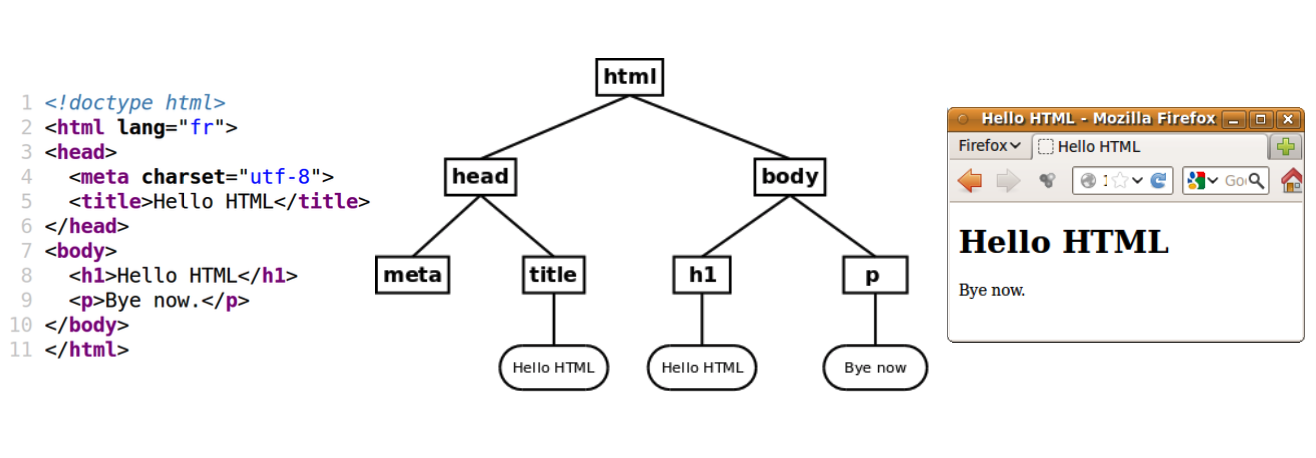 1 <!doctype html>
2 <html lang="fr">
3 <head>
4 <meta charset="utf-8">
5 <title>Hello HTML</title>
6 </head>
7 <body>
8 <h1>Hello HTML</h1>
9 <p>Bye now.</p>
10 </body>
11 </html>
html
head body
meta title h1 p
Hello HTML Hello HTML Bye now
Hello HTML - Mozilla Firefox
Firefox Hello HTML
Hello HTML
Bye now.